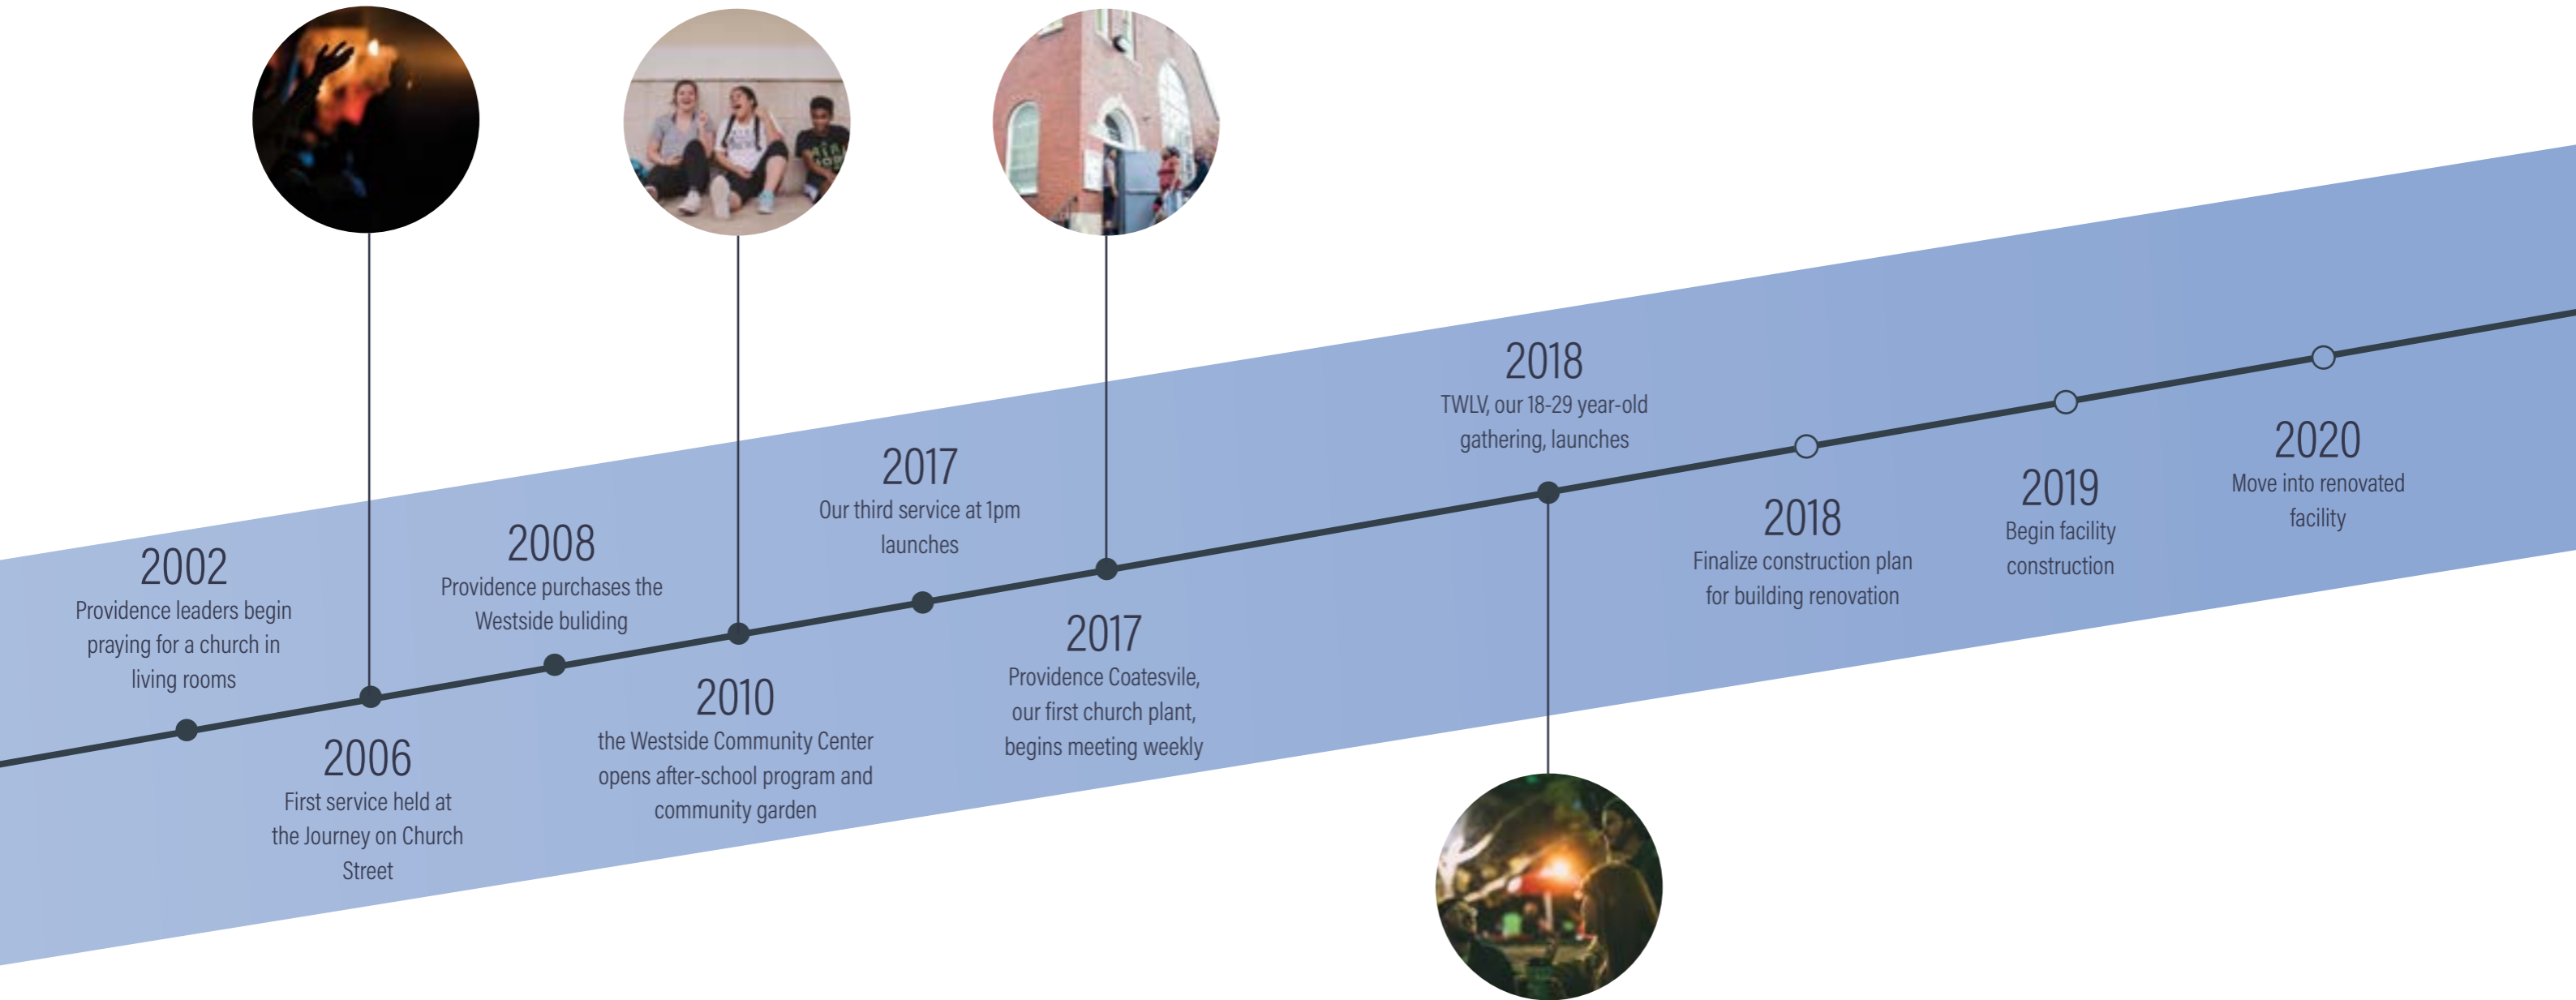 2002
Providence leaders begin
praying for a church in
living rooms
2006
First service held at
the Journey on Church
Street
2008
Providence purchases the
Westside buliding
2010
the Westside Community Center
opens after-school program and
community garden
2017
Our third service at 1pm
launches
2017
Providence Coatesvile,
our first church plant,
begins meeting weekly
2018
TWLV, our 18-29 year-old
gathering, launches
2018
Finalize construction plan
for building renovation
2019
Begin facility
construction
2020
Move into renovated
facility